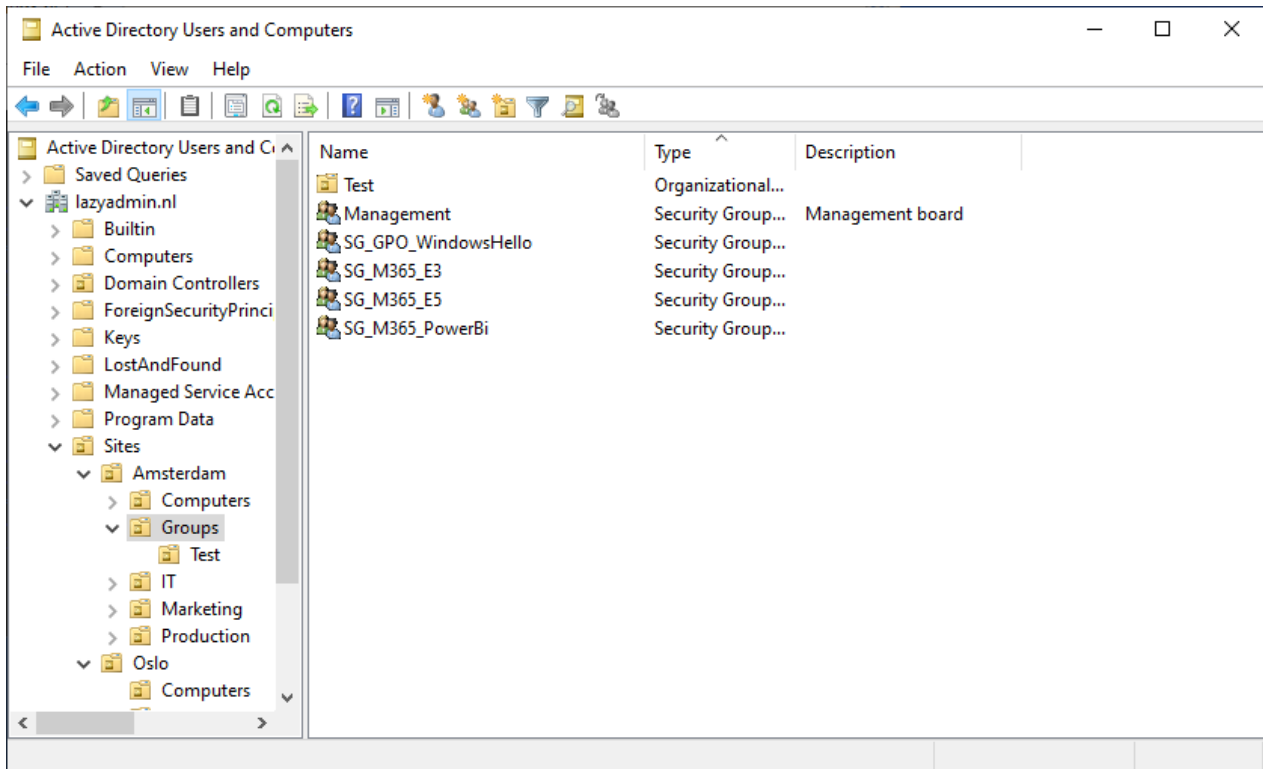 Active Directory Users and Computers
File Action View Help
Active Directory Users and Co
Saved Queries
lazyadmin.nl
Builtin
Computers
Domain Controllers
ForeignSecurityPrinci
Keys
LostAndFound
Managed Service Acc
Program Data
Sites
Amsterdam
Computers
Groups
Test
IT
Marketing
Production
Oslo
Computers
Name Type Description
Test Organizational...
Management Security Group... Management board
SG_GPO_WindowsHello Security Group...
SG_M365_E3 Security Group...
SG_M365_E5 Security Group...
SG_M365_PowerBi Security Group...